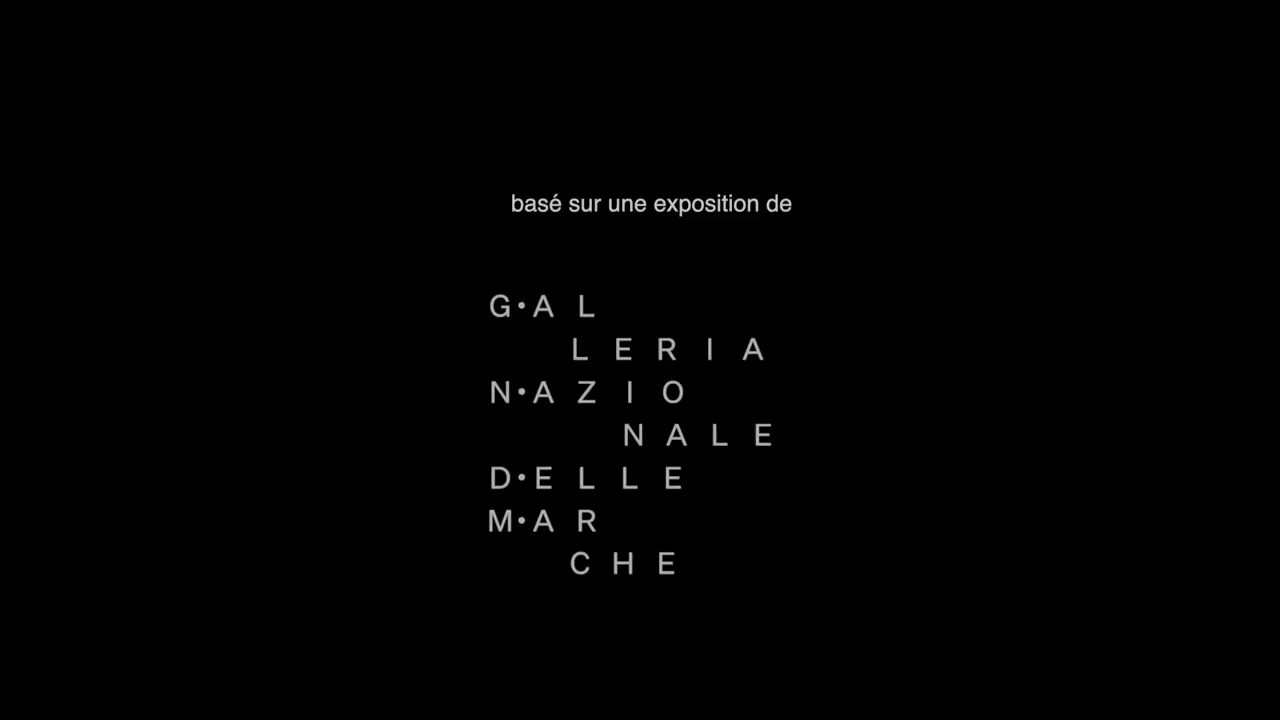 basé sur une exposition de
G•A L
L E R I A
N•A Z I O
N A L E
D•E L L E
M•A R
C H E